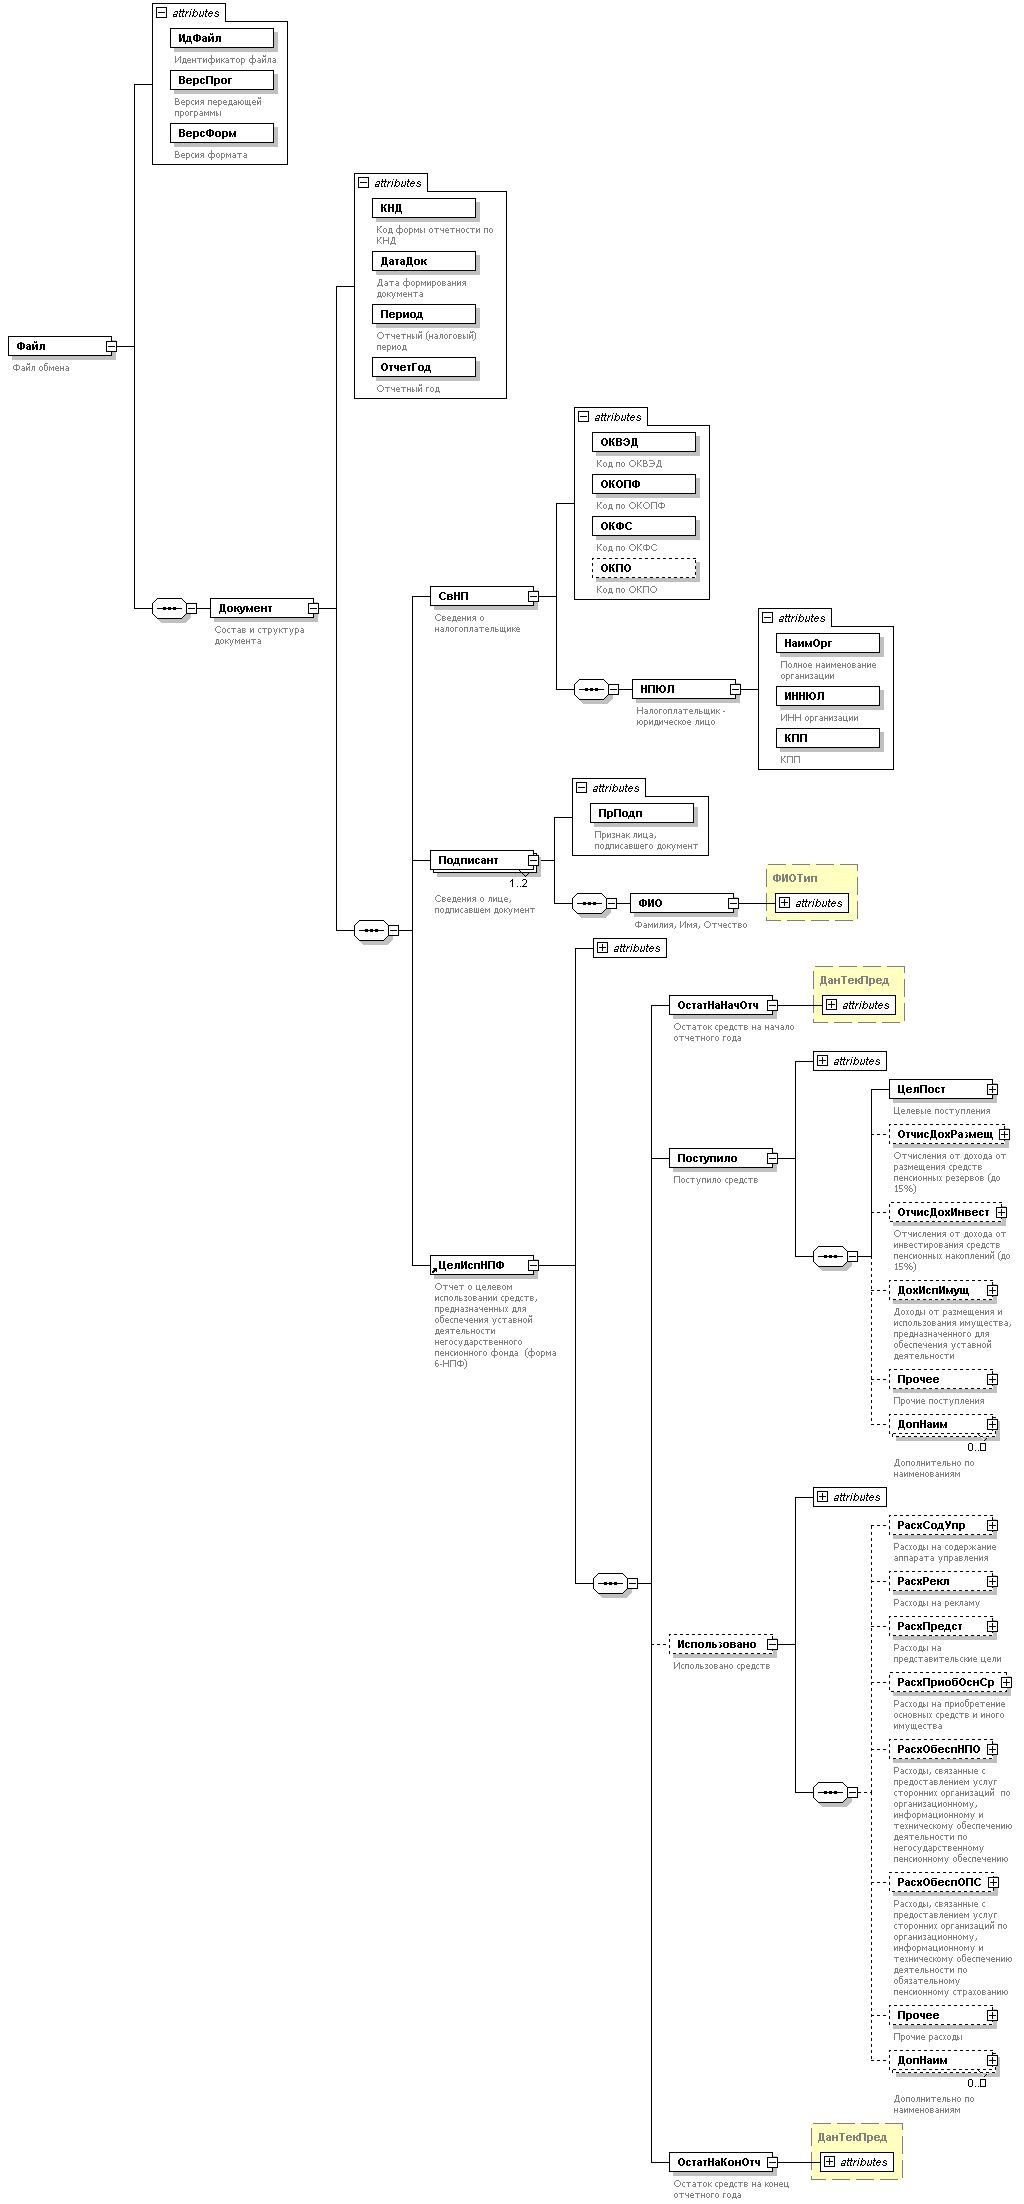 attributes
ИдФайл
Идентификатор файла
ВерсПрог
Версия передающей
программы
ВерсФорм
Версия формата
attributes
КНД
Код формы отчетности по
КНД
ДатаДок
Дата формирования
документа
Период
Отчетный (налоговый)
период
ОтчетГод
Отчетный год
Файл
Файл обмена
Документ
Состав и структура
документа
attributes
ОКВЭД
Код по ОКВЭД
ОКОПФ
Код по ОКОПФ
ОКФС
Код по ОКФС
ОКПО
Код по ОКПО
СвНП
Сведения о
налогоплательщике
attributes
НаимОрг
Полное наименование
организации
ИННЮЛ
ИНН организации
КПП
КПП
НПЮЛ
Налогоплательщик -
юридическое лицо
attributes
ПрПодп
Признак лица,
подписавшего документ
Подписант
1..2
Сведения о лице,
подписавшем документ
ФИО
Фамилия, Имя, Отчество
ФИОТип
attributes
attributes
ЦелИспНПФ
Отчет о целевом
использовании средств,
предназначенных для
обеспечения уставной
деятельности
негосударственного
пенсионного фонда (форма
6-НПФ)
ОстатНаНачОтч
Остаток средств на начало
отчетного года
ДанТекПред
attributes
Поступило
Поступило средств
attributes
ЦелПост
Целевые поступления
ОтчисДохРазмещ
Отчисления от дохода от
размещения средств
пенсионных резервов (до
15%)
ОтчисДохИнвест
Отчисления от дохода от
инвестирования средств
пенсионных накоплений (до
15%)
ДохИспИмущ
Доходы от размещения и
использования имущества,
предназначенного для
обеспечения уставной
деятельности
Прочее
Прочие поступления
ДопНаим
0..
Дополнительно по
наименованиям
Использовано
Использовано средств
attributes
РасхСодУпр
Расходы на содержание
аппарата управления
РасхРекл
Расходы на рекламу
РасхПредст
Расходы на
представительские цели
РасхПриобОснСр
Расходы на приобретение
основных средств и иного
имущества
РасхОбеспНПО
Расходы, связанные с
предоставлением услуг
сторонних организаций по
организационному,
информационному и
техническому обеспечению
деятельности по
негосударственному
пенсионному обеспечению
РасхОбеспОПС
Расходы, связанные с
предоставлением услуг
сторонних организаций по
организационному,
информационному и
техническому обеспечению
деятельности по
обязательному
пенсионному страхованию
Прочее
Прочие расходы
ДопНаим
0..
Дополнительно по
наименованиям
ОстатНаКонОтч
Остаток средств на конец
отчетного года
ДанТекПред
attributes